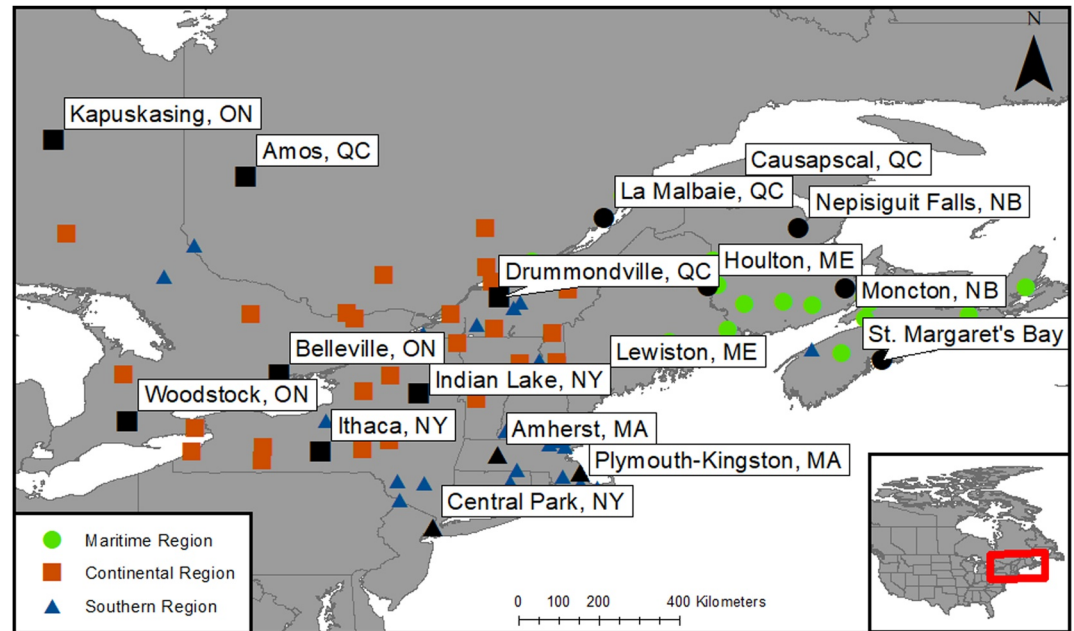 N
Kapuskasing, ON
Amos, QC
Causapscal, QC
La Malbaie, QC
Nepisiguit Falls, NB
Drummondville, QC
Houlton, ME
Moncton, NB
St. Margaret's Bay
Belleville, ON
Lewiston, ME
Indian Lake, NY
Woodstock, ON
Ithaca, NY
Amherst, MA
Plymouth-Kingston, MA
Central Park, NY
Maritime Region
Continental Region
Southern Region
0 100 200 400 Kilometers